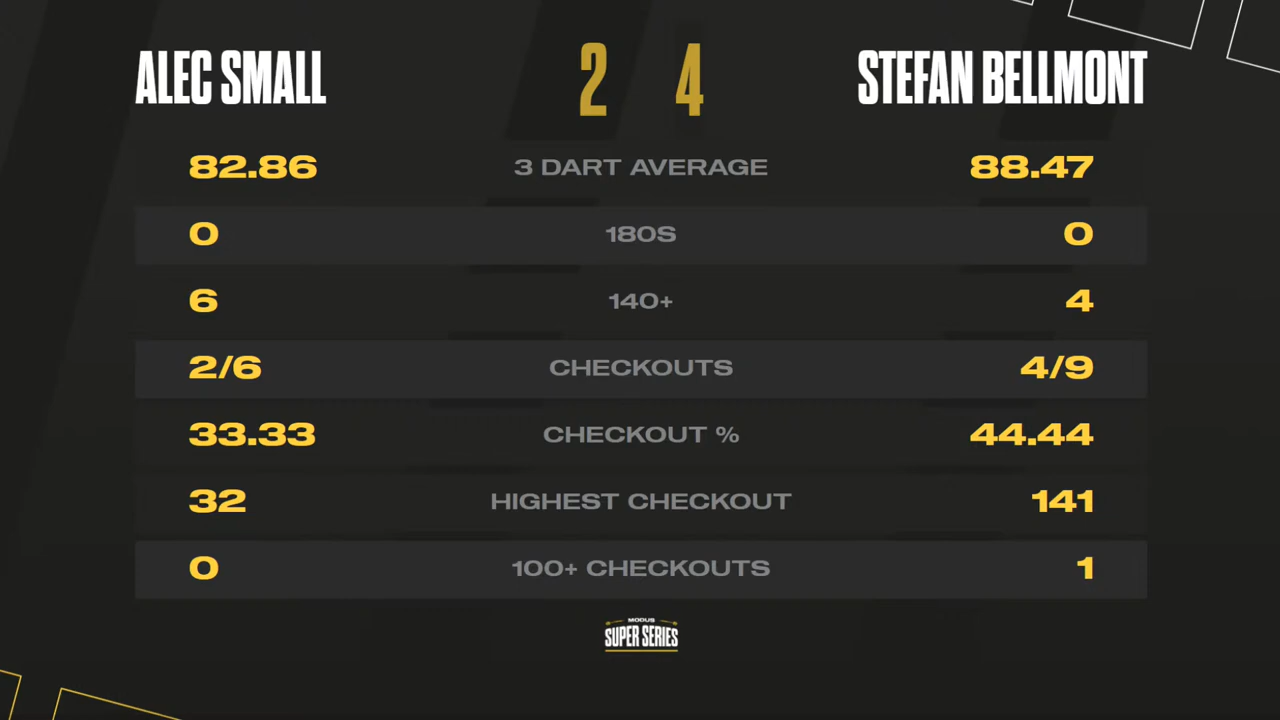 ALEC SMALL 2 4 STEFAN BELLMONT
82.86 3 DART AVERAGE 88.47
0 180S 0
6 140+ 4
2/6 CHECKOUTS 4/9
33.33 CHECKOUT % 44.44
32 HIGHEST CHECKOUT 141
0 100+ CHECKOUTS 1
MODUS
SUPER SERIES